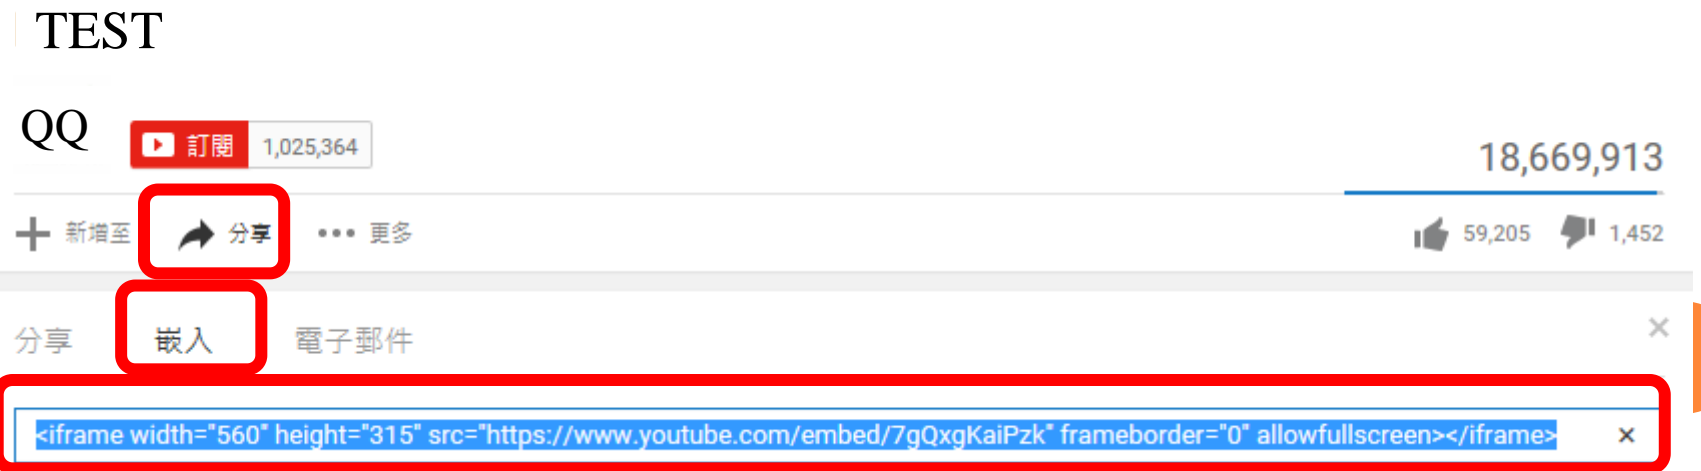 TEST
QQ
訂閱 1,025,364
18,669,913
新增至 分享 更多 59,205 1,452
分享 嵌入 電子郵件
<iframe width="560" height="315" src="https://www.youtube.com/embed/7gQxgKaiPzk" frameborder="0" allowfullscreen></iframe>